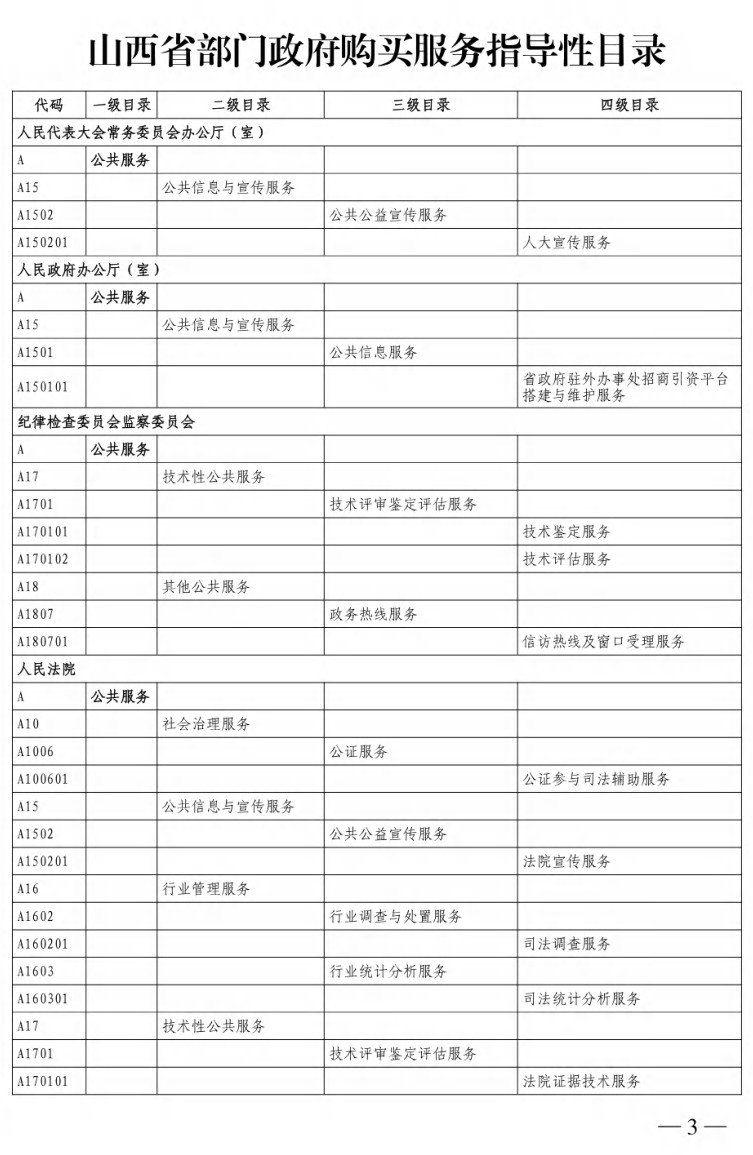 山西省部门政府购买服务指导性目录
代码 一级目录 二级目录 三级目录 四级目录
人民代表大会常务委员会办公厅（室）
A 公共服务
A15 公共信息与宣传服务
A1502 公共公益宣传服务
A150201 人大宣传服务
人民政府办公厅（室）
A 公共服务
A15 公共信息与宣传服务
A1501 公共信息服务
A150101 省政府驻外办事处招商引资平台
搭建与维护服务
纪律检查委员会监察委员会
A 公共服务
A17 技术性公共服务
A1701 技术评审鉴定评估服务
A170101 技术鉴定服务
A170102 技术评估服务
A18 其他公共服务
A1807 政务热线服务
A180701 信访热线及窗口受理服务
人民法院
A 公共服务
A10 社会治理服务
A1006 公证服务
A100601 公证参与司法辅助服务
A15 公共信息与宣传服务
A1502 公共公益宣传服务
A150201 法院宣传服务
A16 行业管理服务
A1602 行业调查与处置服务
A160201 司法调查服务
A1603 行业统计分析服务
A160301 司法统计分析服务
A17 技术性公共服务
A1701 技术评审鉴定评估服务
A170101 法院证据技术服务
— 3 —